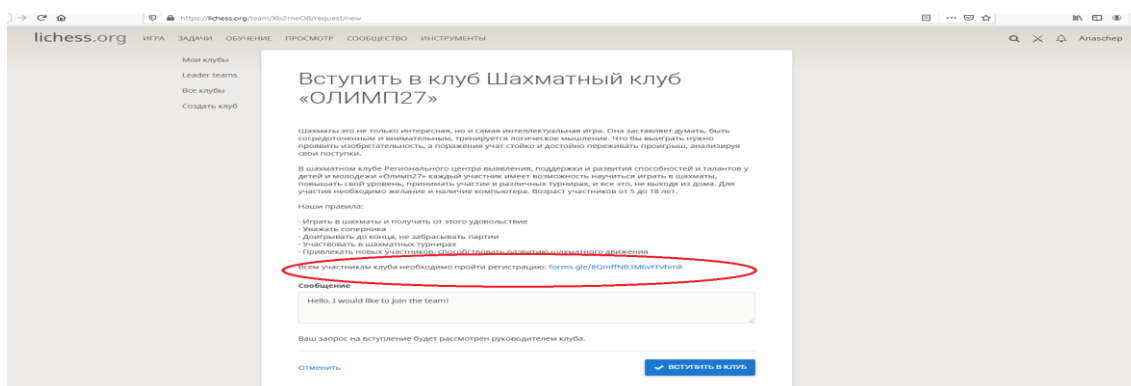 https://lichess.org/team/Xb2rneOB/request/new
lichess.org ИГРА ЗАДАЧИ ОБУЧЕНИЕ ПРОСМОТР СООБЩЕСТВО ИНСТРУМЕНТЫ Anaschep
Мои клубы
Leader teams
Все клубы
Создать клуб
Вступить в клуб Шахматный клуб
«ОЛИМП27»
Шахматы это не только интересная, но и самая интеллектуальная игра. Она заставляет думать, быть
сосредоточенным и внимательным, тренируется логическое мышление. Что бы выиграть нужно
проявить изобретательность, а поражения учат стойко и достойно переживать проигрыш, анализируя
свои поступки.
В шахматном клубе Регионального центра выявления, поддержки и развития способностей и талантов у
детей и молодежи «Олимп27» каждый участник имеет возможность научиться играть в шахматы,
повышать свой уровень, принимать участие в различных турнирах, и все это, не выходя из дома. Для
участия необходимо желание и наличие компьютера. Возраст участников от 5 до 18 лет.
Наши правила:
- Играть в шахматы и получать от этого удовольствие
- Уважать соперника
- Доигрывать до конца, не забрасывать партии
- Участвовать в шахматных турнирах
- Привлекать новых участников, способствовать развитию шахматного движения
Всем участникам клуба необходимо пройти регистрацию: forms.gle/8QmffNB3M6vFFvhm8
Сообщение
Hello, I would like to join the team!
Ваш запрос на вступление будет рассмотрен руководителем клуба.
Отменить
ВСТУПИТЬ В КЛУБ